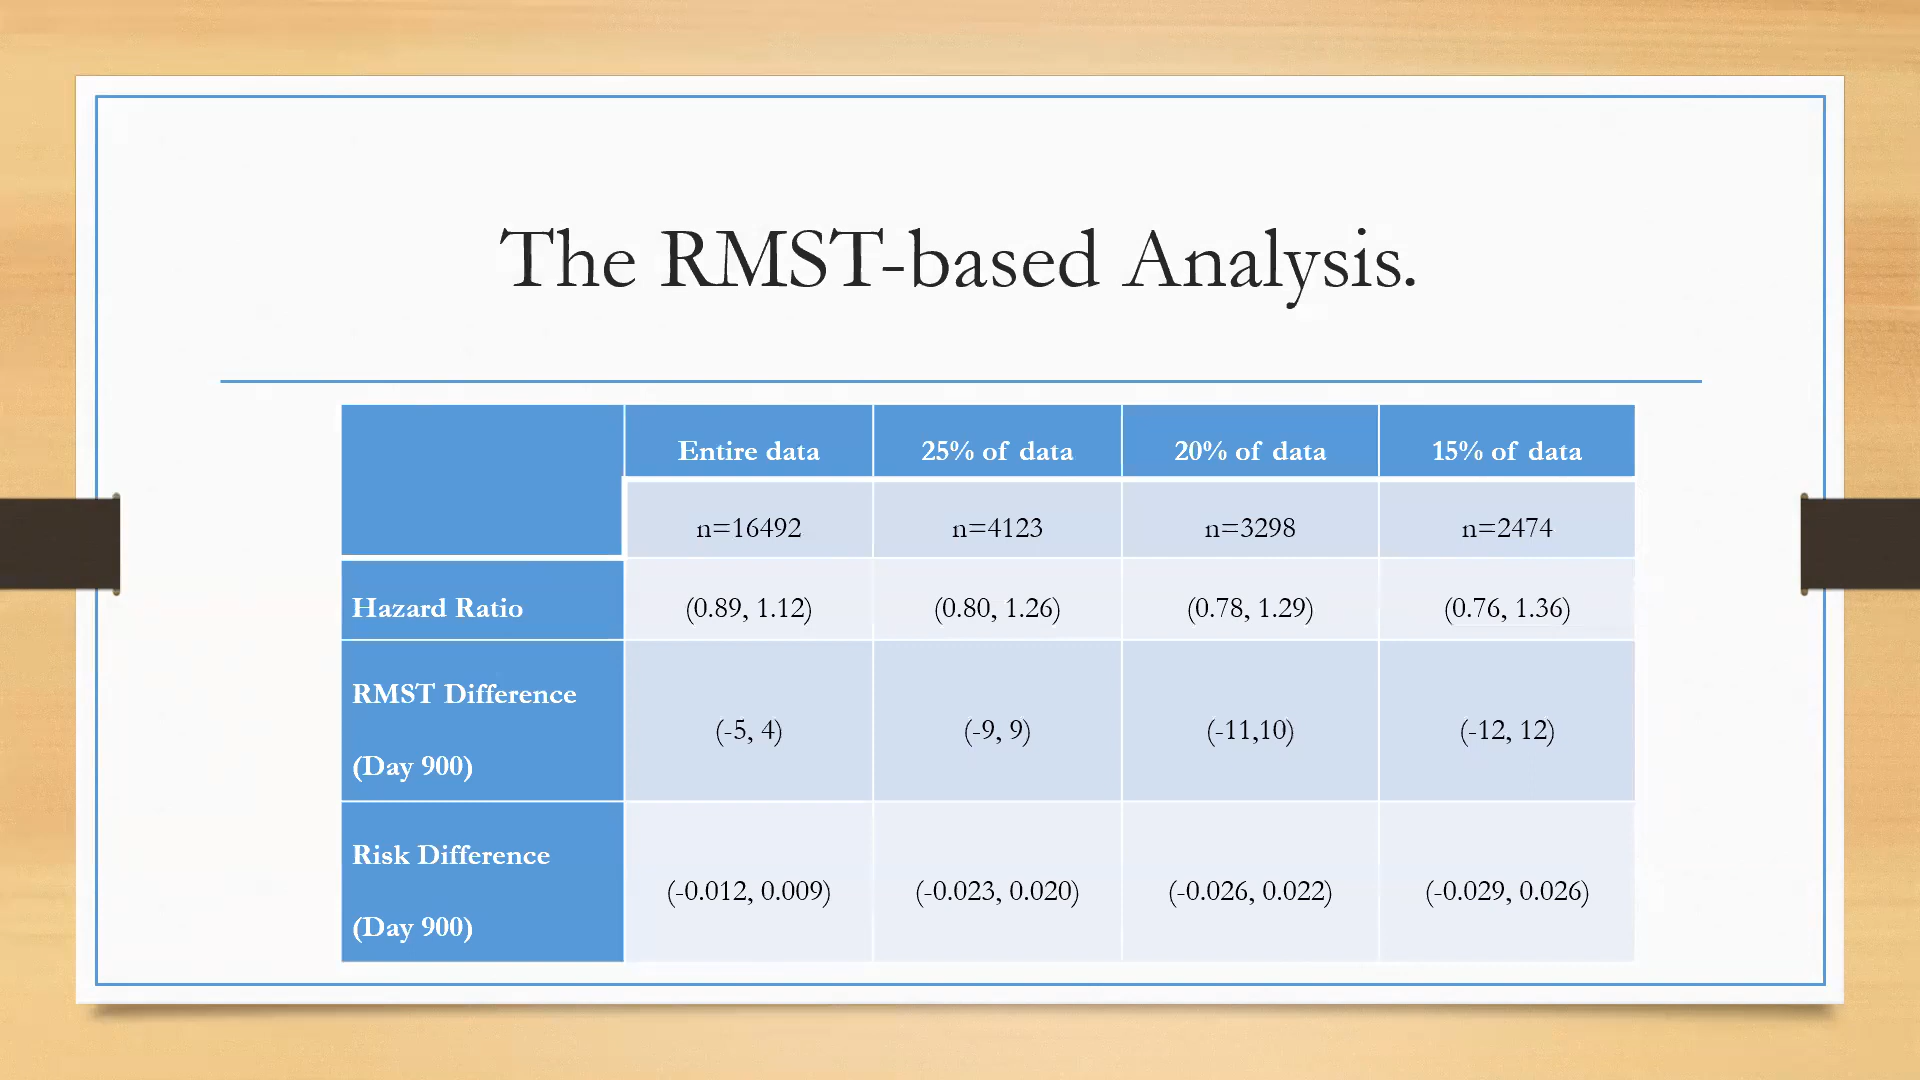 The RMST-based Analysis.
Entire data 25% of data 20% of data 15% of data
n=16492 n=4123 n=3298 n=2474
Hazard Ratio (0.89, 1.12) (0.80, 1.26) (0.78, 1.29) (0.76, 1.36)
RMST Difference
(Day 900)
(-5, 4) (-9, 9) (-11,10) (-12, 12)
Risk Difference
(Day 900)
(-0.012, 0.009) (-0.023, 0.020) (-0.026, 0.022) (-0.029, 0.026)